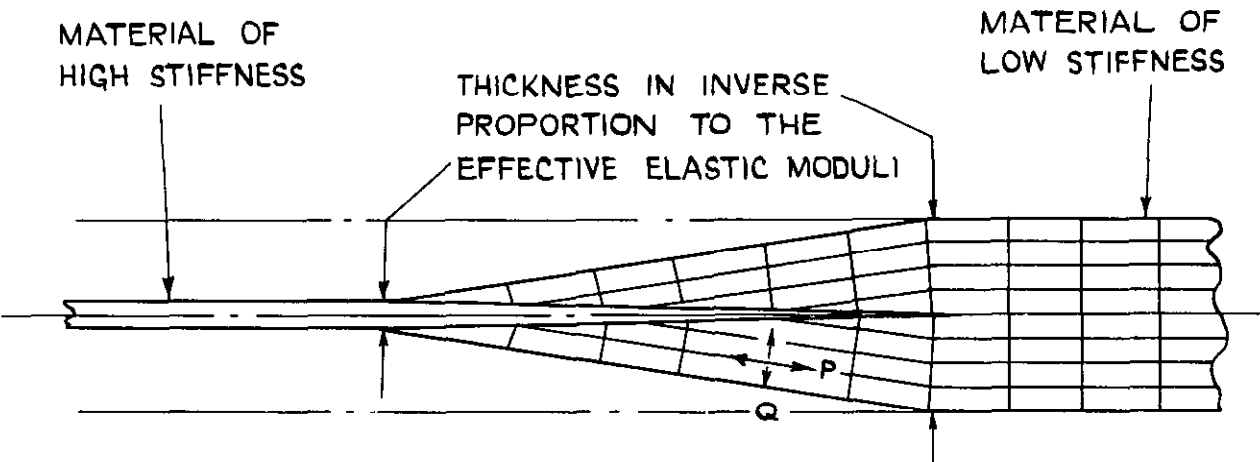 MATERIAL OF
HIGH STIFFNESS
THICKNESS IN INVERSE
PROPORTION TO THE
EFFECTIVE ELASTIC MODULI
MATERIAL OF
LOW STIFFNESS
P
Q